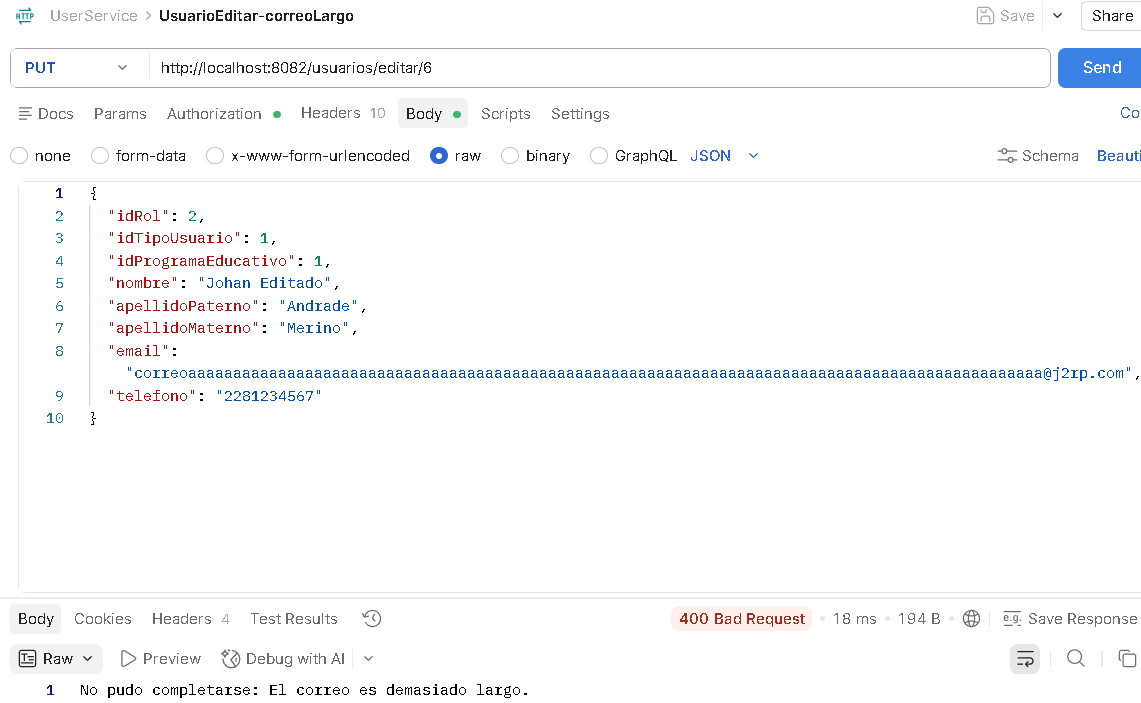 HTTP UserService > UsuarioEditar-correoLargo Save Share
PUT http://localhost:8082/usuarios/editar/6 Send
Docs Params Authorization Headers 10 Body Scripts Settings Co
none form-data x-www-form-urlencoded raw binary GraphQL JSON Schema Beauti
1 {
2 "idRol": 2,
3 "idTipoUsuario": 1,
4 "idProgramaEducativo": 1,
5 "nombre": "Johan Editado",
6 "apellidoPaterno": "Andrade",
7 "apellidoMaterno": "Merino",
8 "email":
"correoaaaaaaaaaaaaaaaaaaaaaaaaaaaaaaaaaaaaaaaaaaaaaaaaaaaaaaaaaaaaaaaaaaaaaaaaaaaaaaaaaaaaaaaaaaaaaaa@j2rp.com",
9 "telefono": "2281234567"
10 }
Body Cookies Headers 4 Test Results 400 Bad Request • 18 ms • 194 B • e.g. Save Response
Raw Preview Debug with AI
1 No pudo completarse: El correo es demasiado largo.